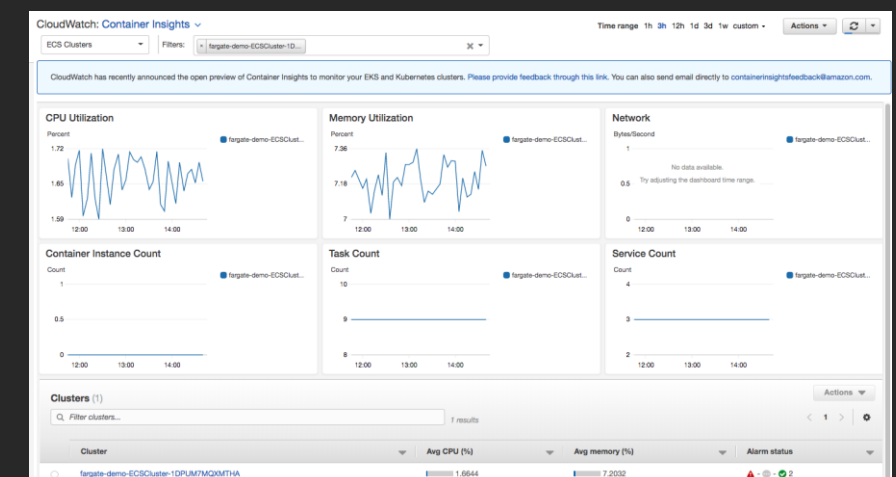 CloudWatch: Container Insights
Time range 1h 3h 12h 1d 3d 1w custom
Actions
ECS Clusters
Filters:
fargate-demo-ECSCluster-1D...
CloudWatch has recently announced the open preview of Container Insights to monitor your EKS and Kubernetes clusters. Please provide feedback through this link. You can also send email directly to containerinsightsfeedback@amazon.com.
CPU Utilization
Percent
fargate-demo-ECSClust...
1.72
1.65
1.59
12:00 13:00 14:00
Memory Utilization
Percent
fargate-demo-ECSClust...
7.36
7.18
7
12:00 13:00 14:00
Network
Bytes/Second
fargate-demo-ECSClust...
1
No data available.
Try adjusting the dashboard time range.
0.5
0
12:00 13:00 14:00
Container Instance Count
Count
fargate-demo-ECSClust...
1
0.5
0
12:00 13:00 14:00
Task Count
Count
fargate-demo-ECSClust...
10
9
8
12:00 13:00 14:00
Service Count
Count
fargate-demo-ECSClust...
4
3
2
12:00 13:00 14:00
Clusters (1)
Actions
Filter clusters...
1 results
1
Cluster Avg CPU (%) Avg memory (%) Alarm status
fargate-demo-ECSCluster-1DPUM7MQXMTHA 1.6644 7.2032 - - 2